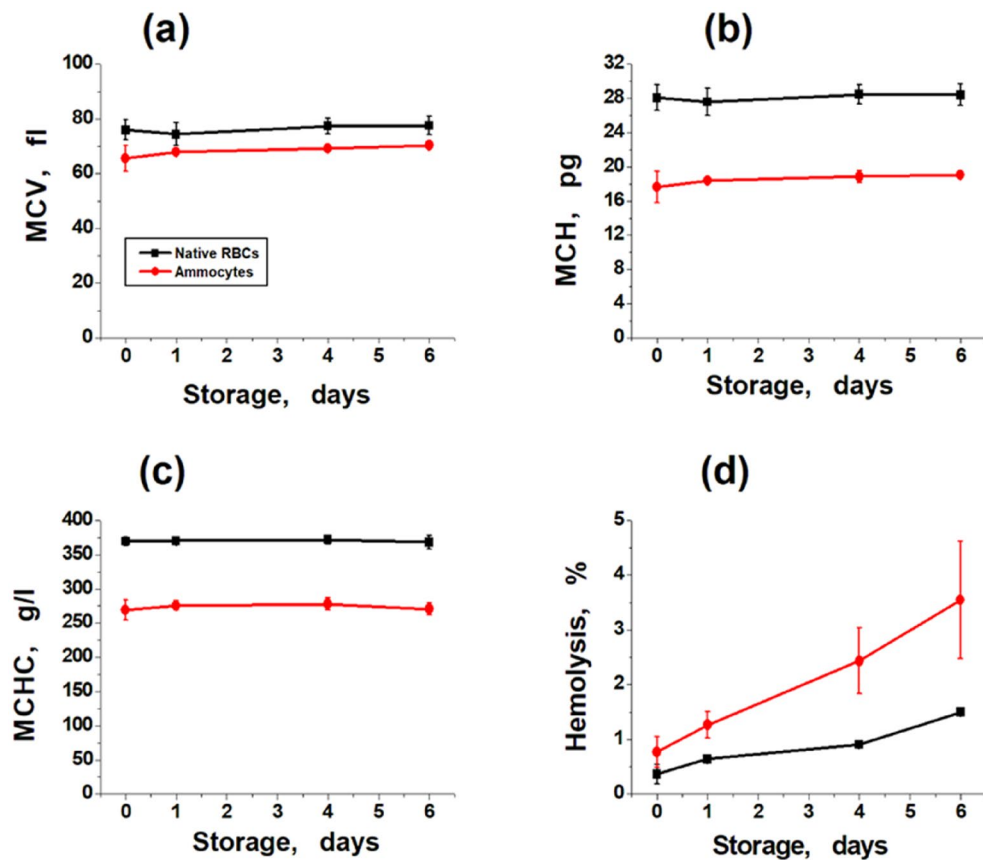 (a)
100
80
60
40
20
0
MCV, fl
Native RBCs
Ammocytes
0 1 2 3 4 5 6
Storage, days
(b)
32
28
24
20
16
12
8
4
0
MCH, pg
0 1 2 3 4 5 6
Storage, days
(c)
400
350
300
250
200
150
100
50
0
MCHC, g/l
0 1 2 3 4 5 6
Storage, days
(d)
5
4
3
2
1
0
Hemolysis, %
0 1 2 3 4 5 6
Storage, days